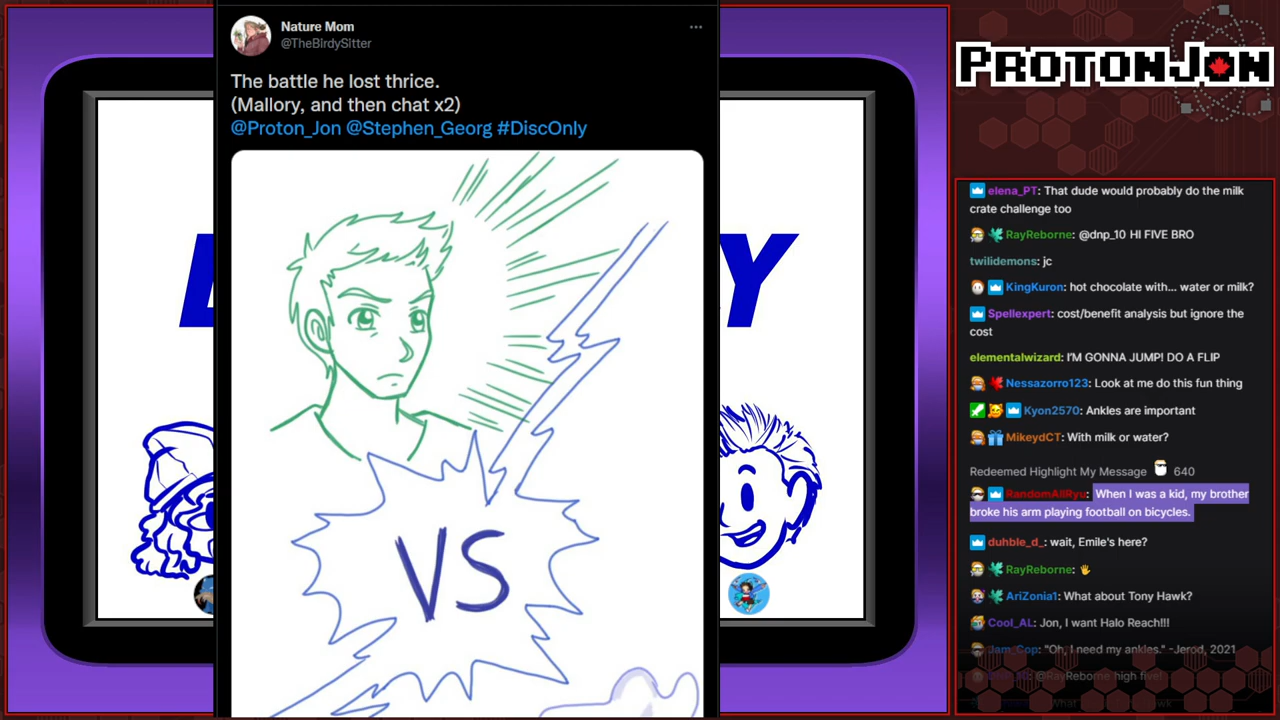 Nature Mom
@TheBirdySitter
The battle he lost thrice.
(Mallory, and then chat x2)
@Proton_Jon @Stephen_Georg #DiscOnly
VS
Y
PROTONJON
elena_PT: That dude would probably do the milk
crate challenge too
RayReborne: @dnp_10 HI FIVE BRO
twilidemons: jc
KingKuron: hot chocolate with... water or milk?
Spellexpert: cost/benefit analysis but ignore the
cost
elementalwizard: I'M GONNA JUMP! DO A FLIP
Nessazorro123: Look at me do this fun thing
Kyon2570: Ankles are important
MikeydCT: With milk or water?
Redeemed Highlight My Message 640
RandomAliRyu: When I was a kid, my brother
broke his arm playing football on bicycles.
duhble_d_: wait, Emile's here?
RayReborne:
AriZonia1: What about Tony Hawk?
Cool_AL: Jon, I want Halo Reach!!!
Jam_Cop: "Oh, I need my ankles." -Jerod, 2021
@RayReborne high five!